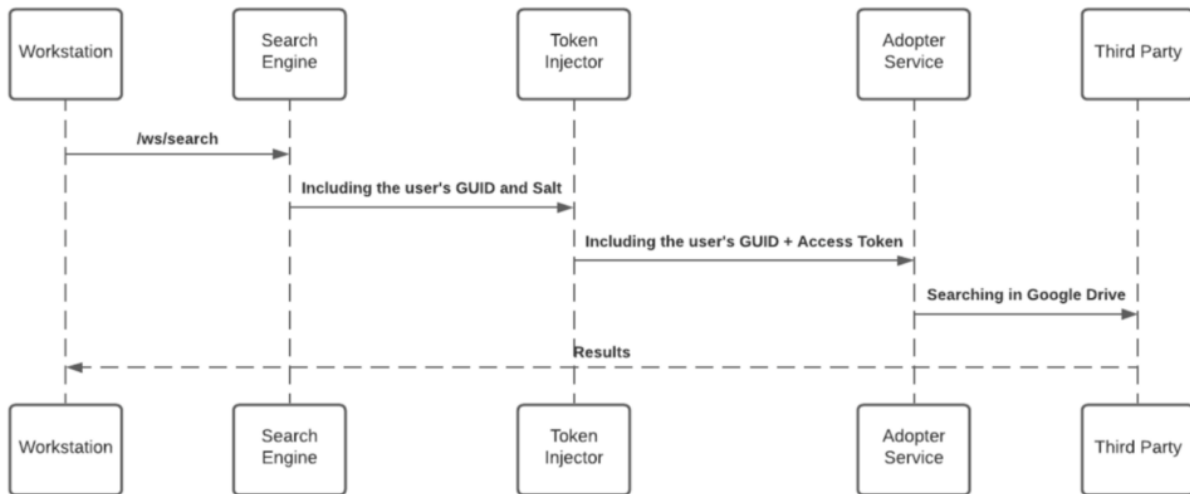 Workstation
Search
Engine
Token
Injector
Adopter
Service
Third Party
/ws/search
Including the user's GUID and Salt
Including the user's GUID + Access Token
Searching in Google Drive
Results
Workstation
Search
Engine
Token
Injector
Adopter
Service
Third Party